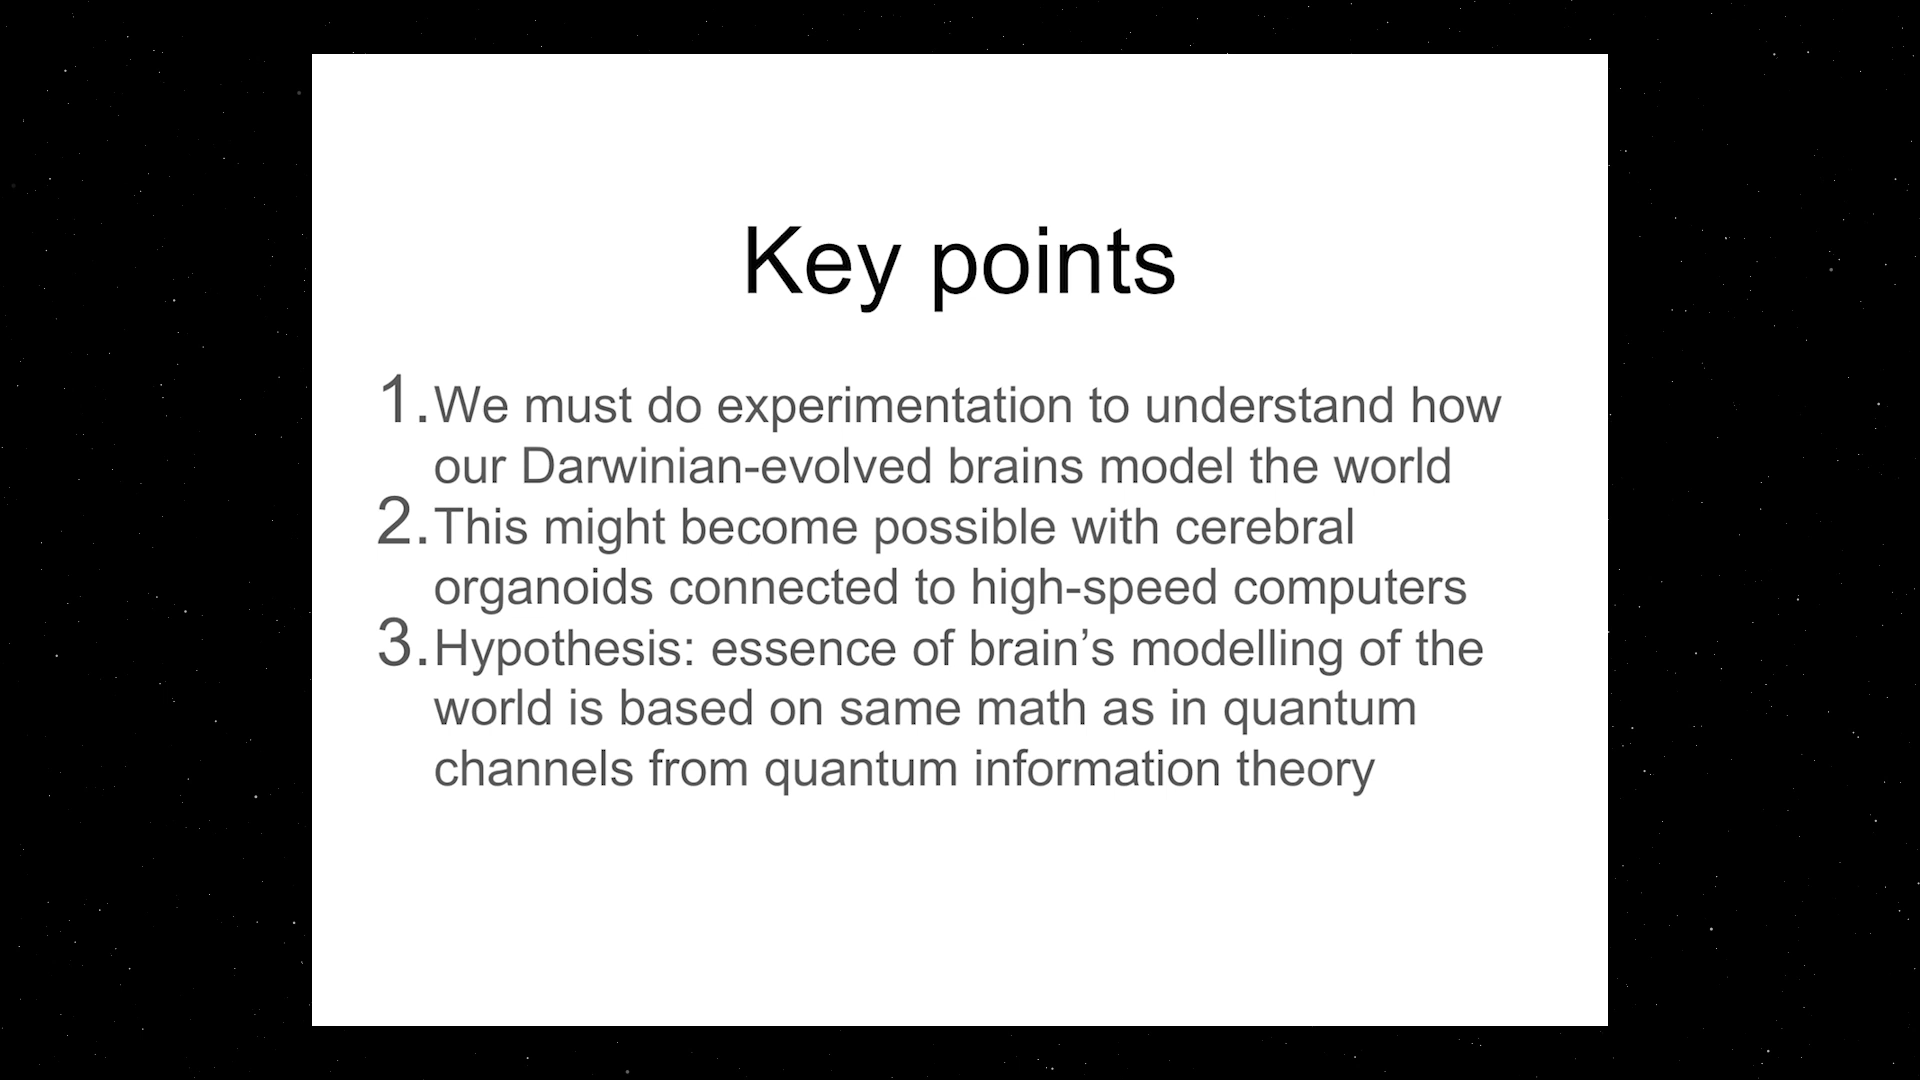 Key points
1. We must do experimentation to understand how
our Darwinian-evolved brains model the world
2. This might become possible with cerebral
organoids connected to high-speed computers
3. Hypothesis: essence of brain’s modelling of the
world is based on same math as in quantum
channels from quantum information theory